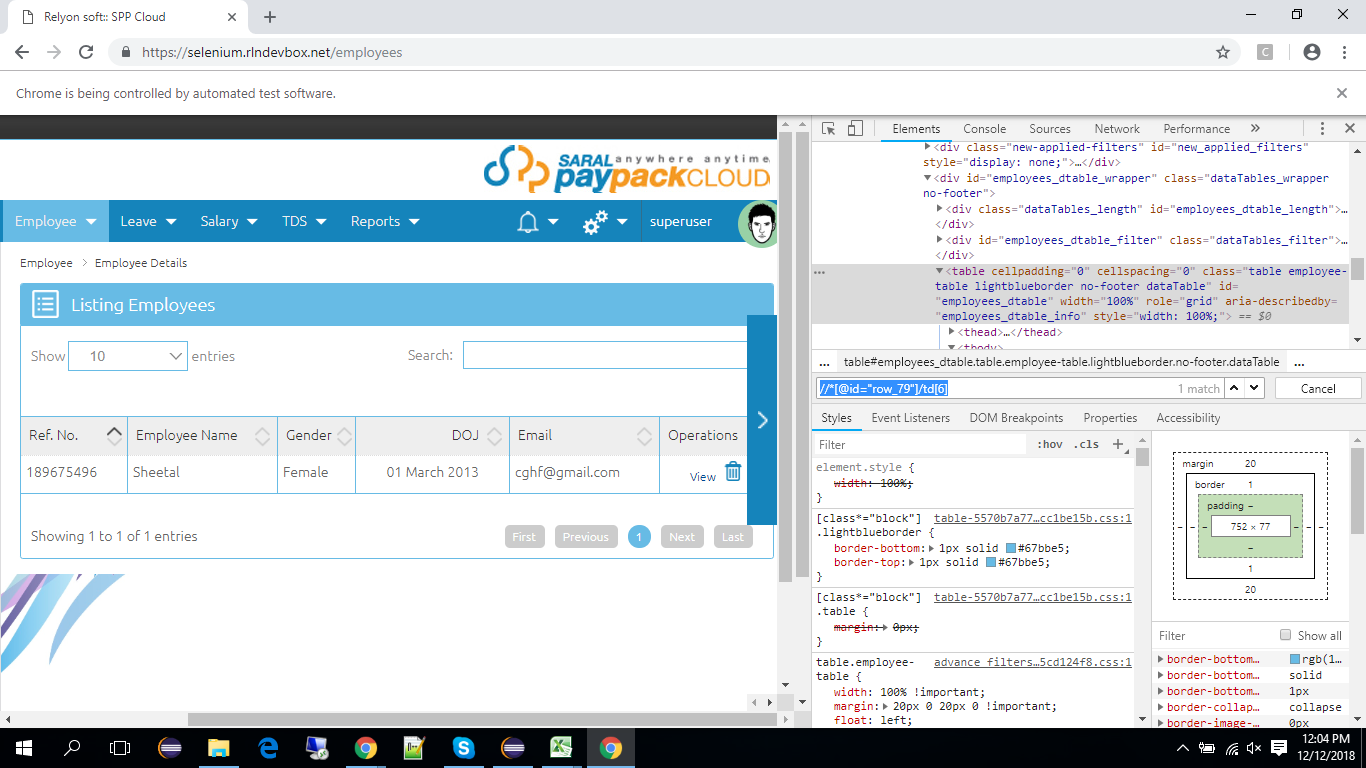 Relyon soft:: SPP Cloud
https://selenium.rlndevbox.net/employees
C
Chrome is being controlled by automated test software.
SARAL anywhere anytime
paypackCLOUD
Employee Leave Salary TDS Reports superuser
Employee > Employee Details
Listing Employees
Show 10 entries Search:
Ref. No. Employee Name Gender DOJ Email Operations
189675496 Sheetal Female 01 March 2013 cghf@gmail.com View
Showing 1 to 1 of 1 entries First Previous 1 Next Last
Elements Console Sources Network Performance »
<div class="new-applied-filters" id="new_applied_filters"
style="display: none;">…</div>
<div id="employees_dtable_wrapper" class="dataTables_wrapper
no-footer">
<div class="dataTables_length" id="employees_dtable_length">…
</div>
<div id="employees_dtable_filter" class="dataTables_filter">…
</div>
<table cellpadding="0" cellspacing="0" class="table employee-
table lightblueborder no-footer dataTable" id=
"employees_dtable" width="100%" role="grid" aria-describedby=
"employees_dtable_info" style="width: 100%;"> == $0
<thead>…</thead>
<tbody>
... table#employees_dtable.table.employee-table.lightblueborder.no-footer.dataTable ...
//*[@id="row_79"]/td[6] 1 match Cancel
Styles Event Listeners DOM Breakpoints Properties Accessibility
Filter :hov .cls +
element.style {
width: 100%;
}
[class*="block"] table-5570b7a77…cc1be15b.css:1
.lightblueborder {
border-bottom: 1px solid #67bbe5;
border-top: 1px solid #67bbe5;
}
[class*="block"] table-5570b7a77…cc1be15b.css:1
.table {
margin: 0px;
}
table.employee- advance_filters…5cd124f8.css:1
table {
width: 100% !important;
margin: 20px 0 20px 0 !important;
float: left;
margin 20
border 1
padding –
– – – 752 × 77 – – –
–
1
20
Filter Show all
border-bottom… rgb(1…
border-bottom… solid
border-bottom… 1px
border-collap… collapse
border-image-… 0px
12:04 PM
12/12/2018